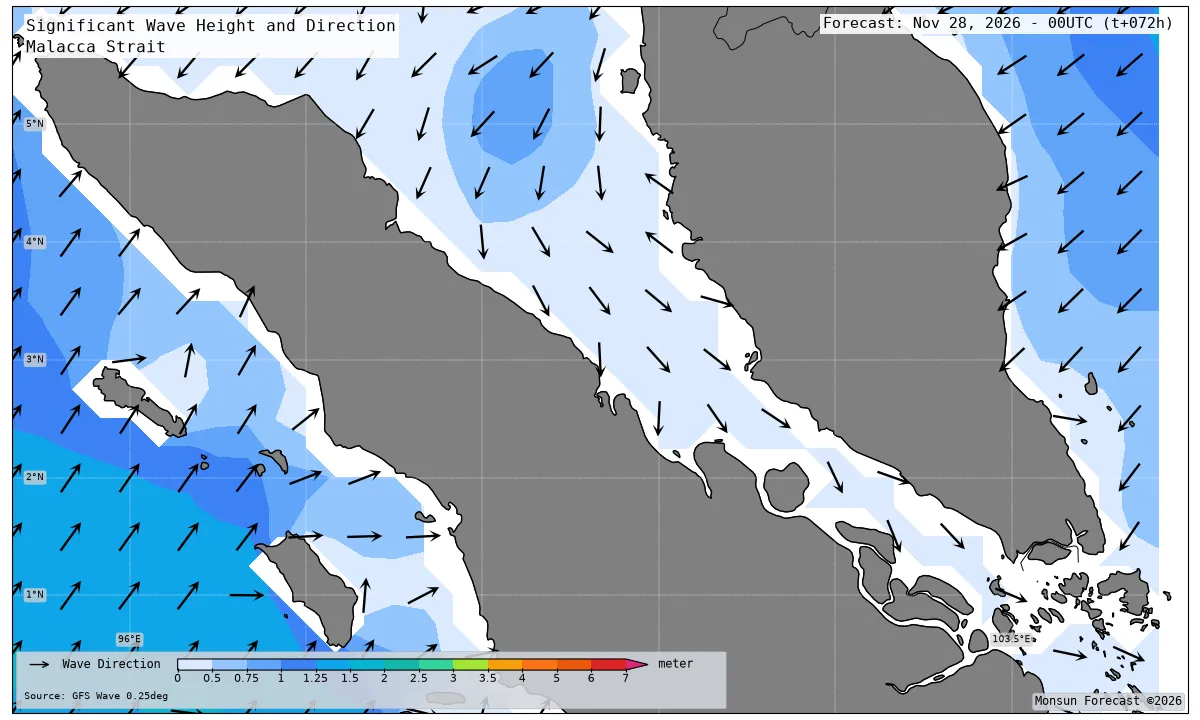 Significant Wave Height and Direction
Malacca Strait
Forecast: Nov 28, 2026 - 00UTC (t+072h)
5°N
4°N
3°N
2°N
1°N
96°E
103.5°E
Wave Direction
meter
0 0.5 0.75 1 1.25 1.5 2 2.5 3 3.5 4 5 6 7
Source: GFS Wave 0.25deg
Monsun Forecast ©2026